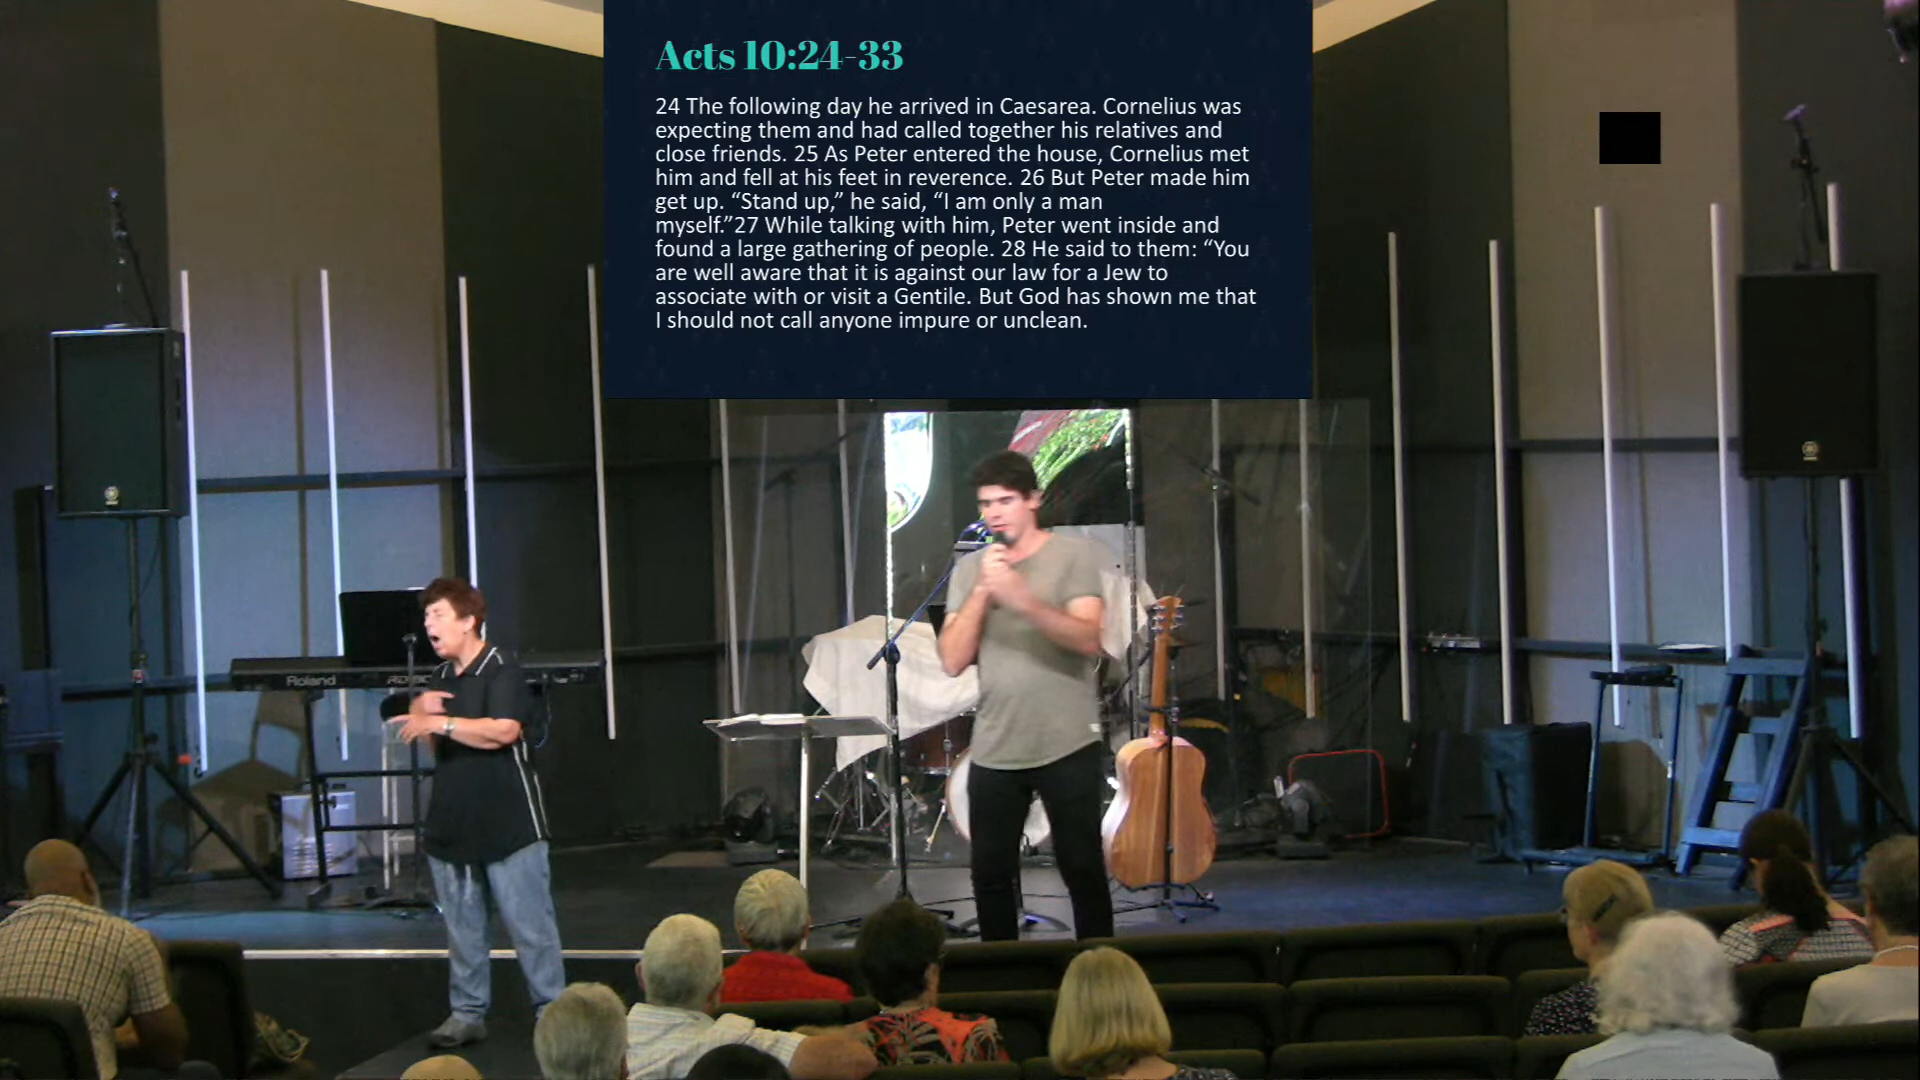 Acts 10:24-33
24 The following day he arrived in Caesarea. Cornelius was
expecting them and had called together his relatives and
close friends. 25 As Peter entered the house, Cornelius met
him and fell at his feet in reverence. 26 But Peter made him
get up. “Stand up,” he said, “I am only a man
myself.”27 While talking with him, Peter went inside and
found a large gathering of people. 28 He said to them: “You
are well aware that it is against our law for a Jew to
associate with or visit a Gentile. But God has shown me that
I should not call anyone impure or unclean.
Roland